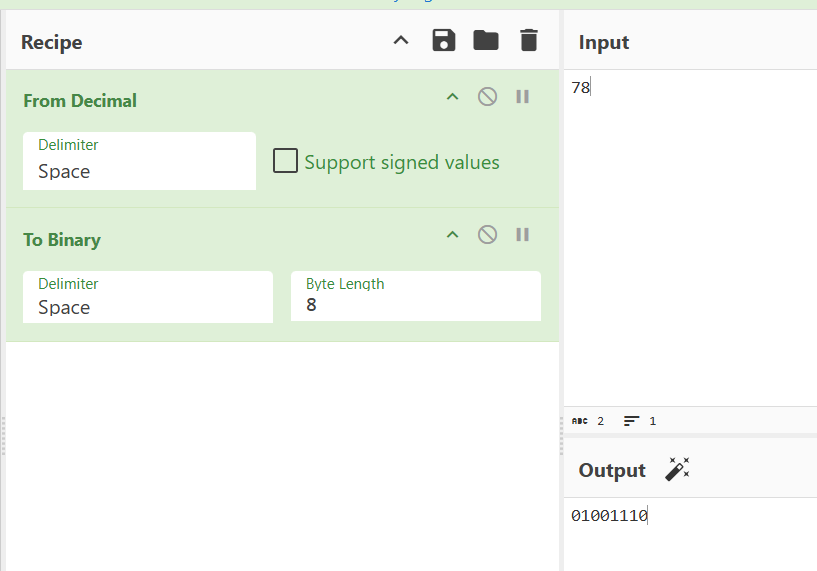 Recipe
From Decimal
Delimiter
Space
Support signed values
To Binary
Delimiter
Space
Byte Length
8
Input
78
ABC 2 1
Output
01001110